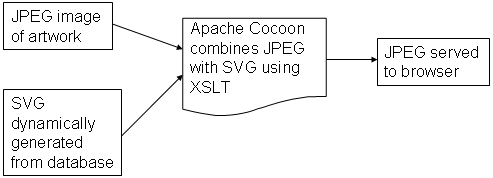 JPEG image
of artwork
SVG
dynamically
generated
from database
Apache Cocoon
combines JPEG
with SVG using
XSLT
JPEG served
to browser